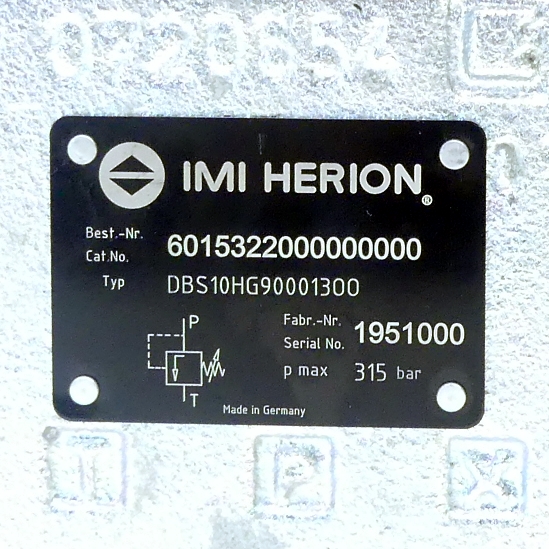 0720654
IMI HERION®
Best.-Nr.
Cat.No. 6015322000000000
Typ DBS10HG90001300
P
T
Fabr.-Nr.
Serial No. 1951000
p max 315 bar
Made in Germany
T P X